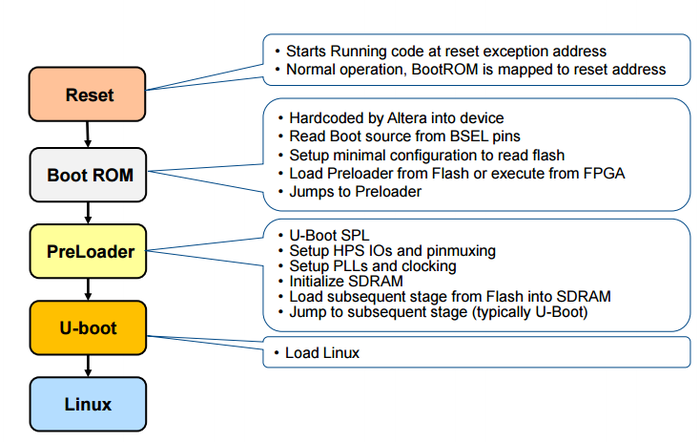 • Starts Running code at reset exception address
• Normal operation, BootROM is mapped to reset address
Reset
• Hardcoded by Altera into device
• Read Boot source from BSEL pins
• Setup minimal configuration to read flash
• Load Preloader from Flash or execute from FPGA
• Jumps to Preloader
Boot ROM
• U-Boot SPL
• Setup HPS IOs and pinmuxing
• Setup PLLs and clocking
• Initialize SDRAM
• Load subsequent stage from Flash into SDRAM
• Jump to subsequent stage (typically U-Boot)
PreLoader
U-boot
• Load Linux
Linux